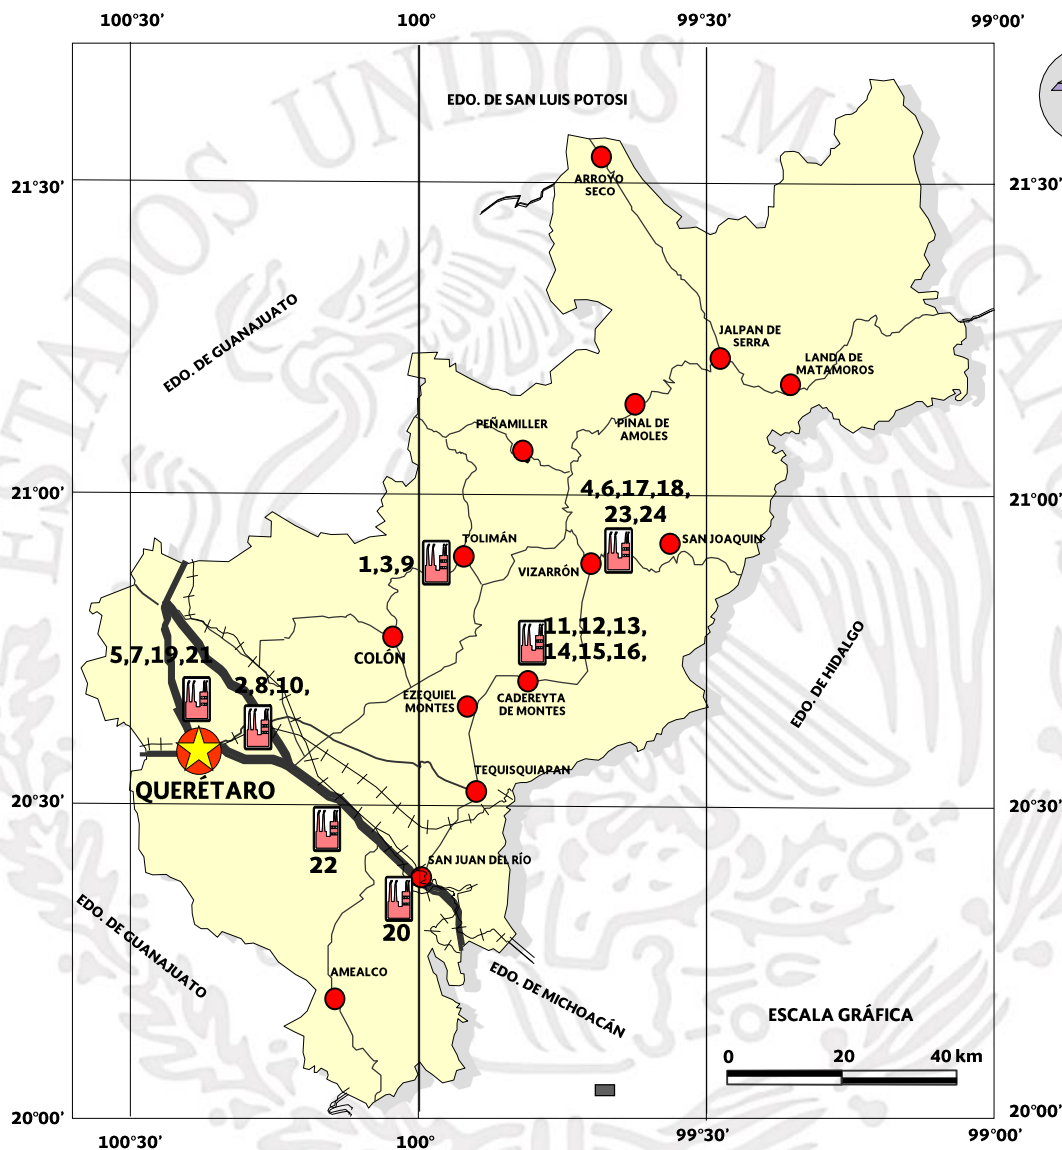 100°30’
100°
99°30’
99°00’
EDO. DE SAN LUIS POTOSI
ESTADOS UNIDOS MEXICAN
21°30’
21°30’
ARROYO
SECO
EDO. DE GUANAJUATO
JALPAN DE
SERRA
LANDA DE
MATAMOROS
PEÑAMILLER
PINAL DE
AMOLES
21°00’
21°00’
4,6,17,18,
23,24
TOLIMÁN
SAN JOAQUIN
1,3,9
VIZARRÓN
11,12,13,
14,15,16,
COLÓN
5,7,19,21
2,8,10,
EZEQUIEL
MONTES
CADEREYTA
DE MONTES
EDO. DE HIDALGO
QUERÉTARO
TEQUISQUIAPAN
20°30’
20°30’
22
SAN JUAN DEL RÍO
20
EDO. DE GUANAJUATO
AMEALCO
EDO. DE MICHOACÁN
ESCALA GRÁFICA
0
20
40 km
20°00’
20°00’
100°30’
100°
99°30’
99°00’